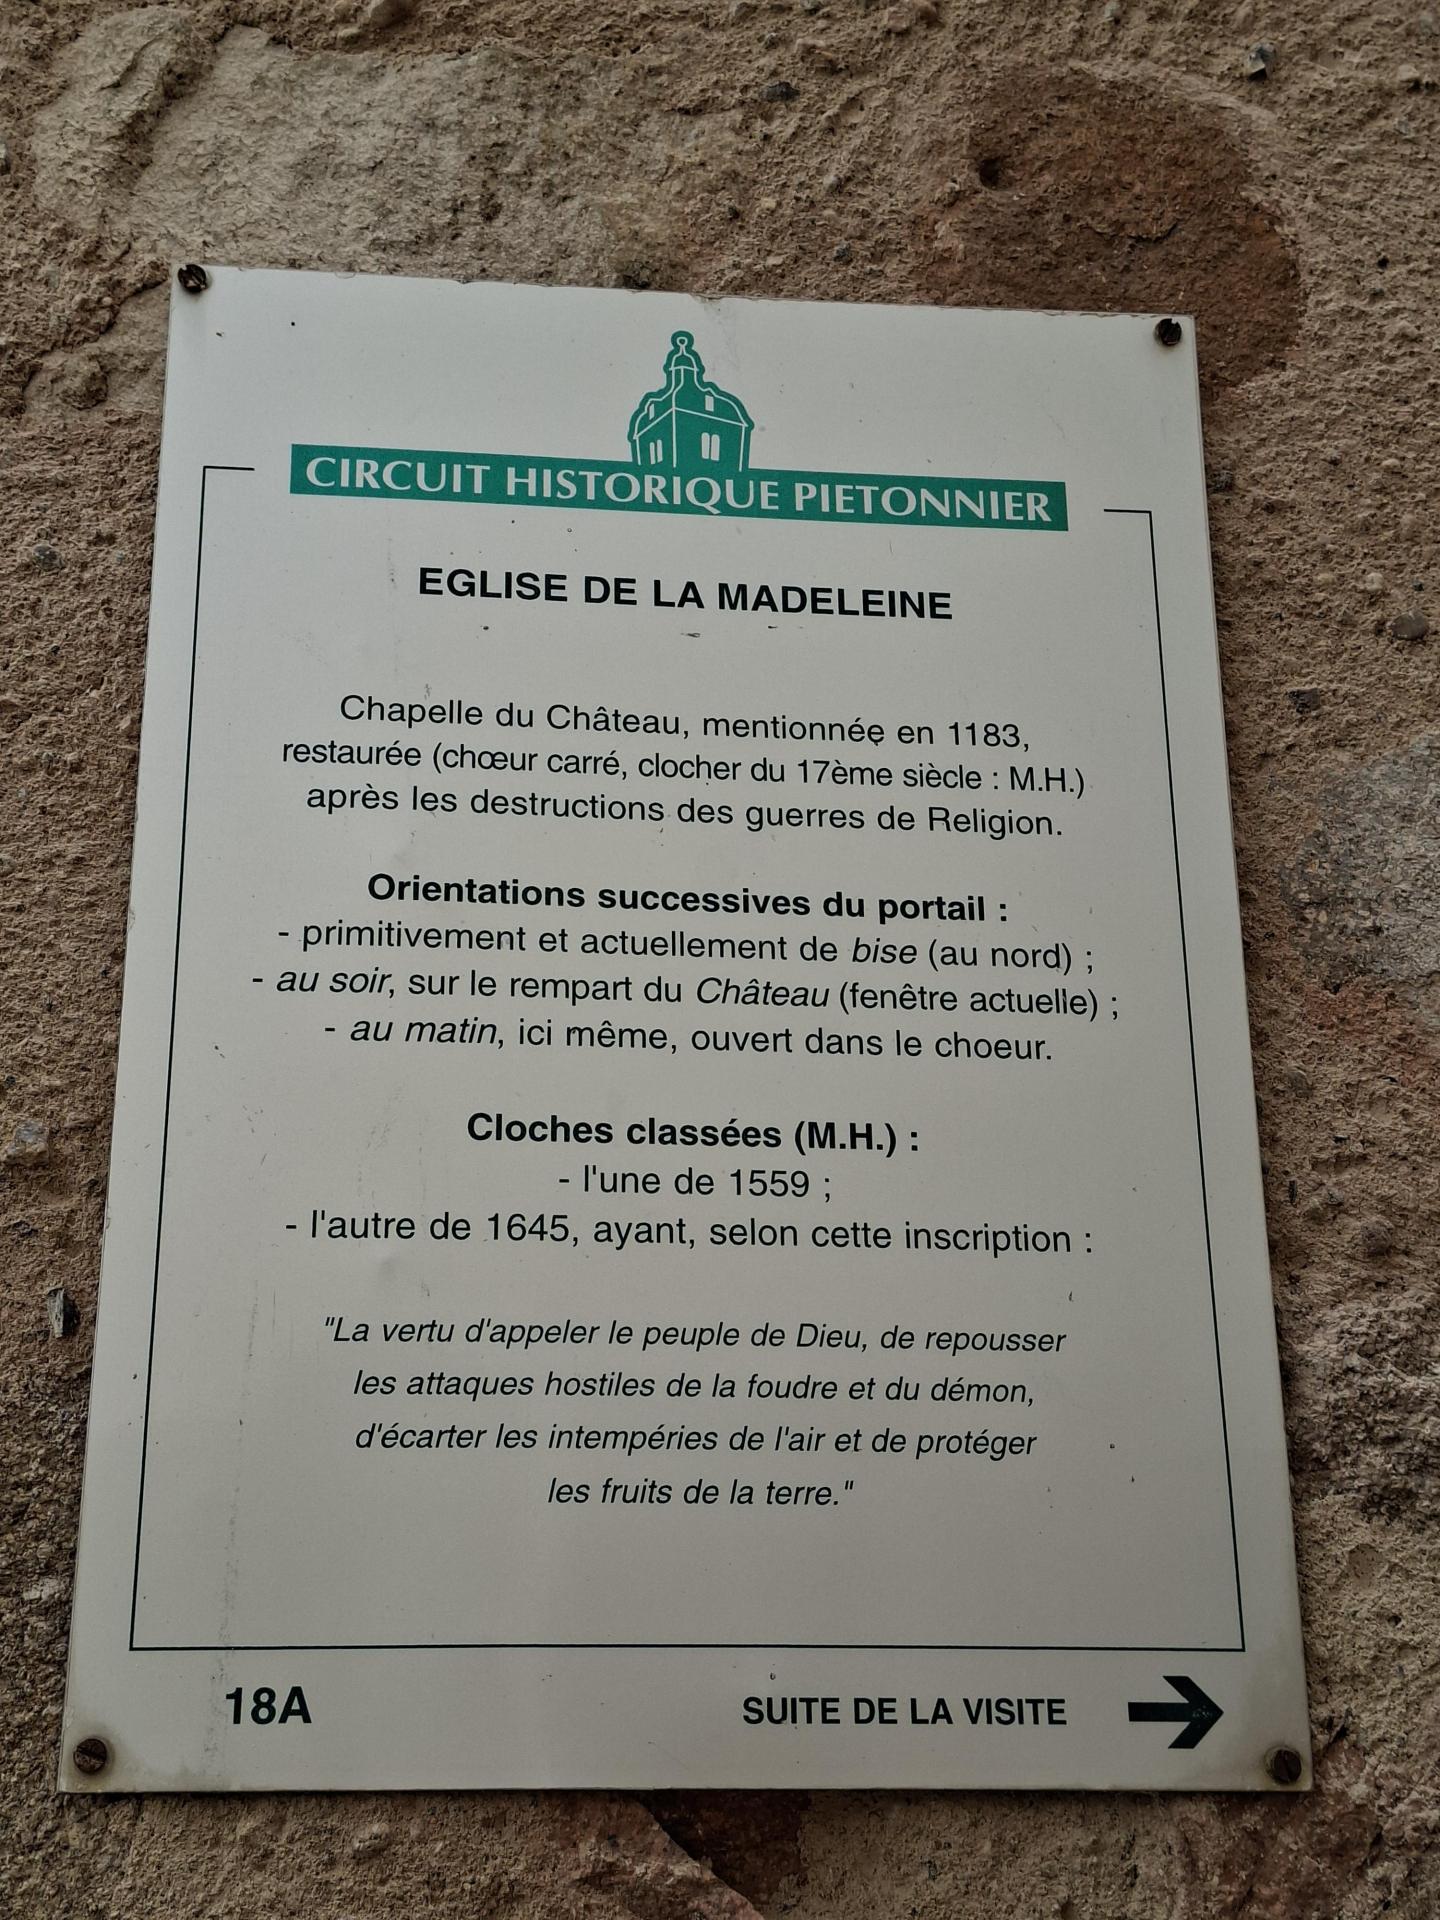 CIRCUIT HISTORIQUE PIETONNIER
EGLISE DE LA MADELEINE
Chapelle du Château, mentionnée en 1183,
restaurée (chœur carré, clocher du 17ème siècle : M.H.)
après les destructions des guerres de Religion.
Orientations successives du portail :
- primitivement et actuellement de bise (au nord) ;
- au soir, sur le rempart du Château (fenêtre actuelle) ;
- au matin, ici même, ouvert dans le choeur.
Cloches classées (M.H.) :
- l'une de 1559 ;
- l'autre de 1645, ayant, selon cette inscription :
"La vertu d'appeler le peuple de Dieu, de repousser
les attaques hostiles de la foudre et du démon,
d'écarter les intempéries de l'air et de protéger
les fruits de la terre."
18A
SUITE DE LA VISITE